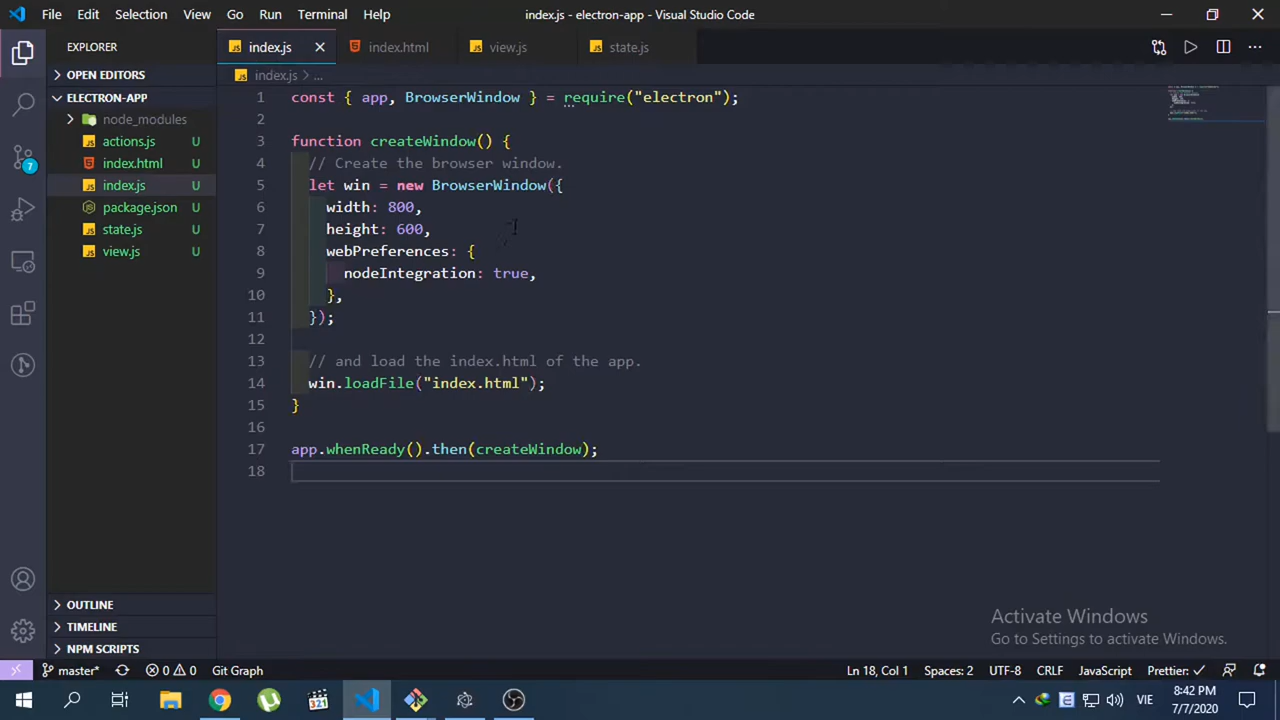 File Edit Selection View Go Run Terminal Help index.js - electron-app - Visual Studio Code
EXPLORER
index.js index.html view.js state.js
OPEN EDITORS
index.js > ...
ELECTRON-APP
node_modules
actions.js U
index.html U
index.js U
package.json U
state.js U
view.js U
7
1 const { app, BrowserWindow } = require("electron");
2
3 function createWindow() {
4 // Create the browser window.
5 let win = new BrowserWindow({
6 width: 800,
7 height: 600,
8 webPreferences: {
9 nodeIntegration: true,
10 },
11 });
12
13 // and load the index.html of the app.
14 win.loadFile("index.html");
15 }
16
17 app.whenReady().then(createWindow);
18
OUTLINE
TIMELINE
NPM SCRIPTS
Activate Windows
Go to Settings to activate Windows.
master* 0 0 Git Graph Ln 18, Col 1 Spaces: 2 UTF-8 CRLF JavaScript Prettier: ✓
321
VIE
8:42 PM
7/7/2020